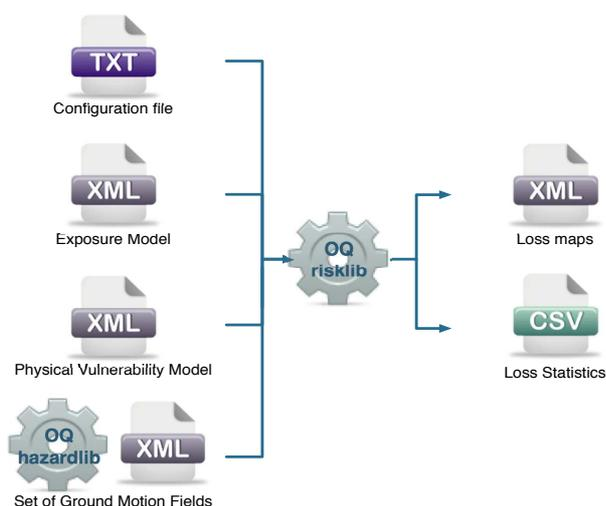 TXT
Configuration file
XML
Exposure Model
XML
Physical Vulnerability Model
OQ
hazardlib
XML
Set of Ground Motion Fields
OQ
risklib
XML
Loss maps
CSV
Loss Statistics